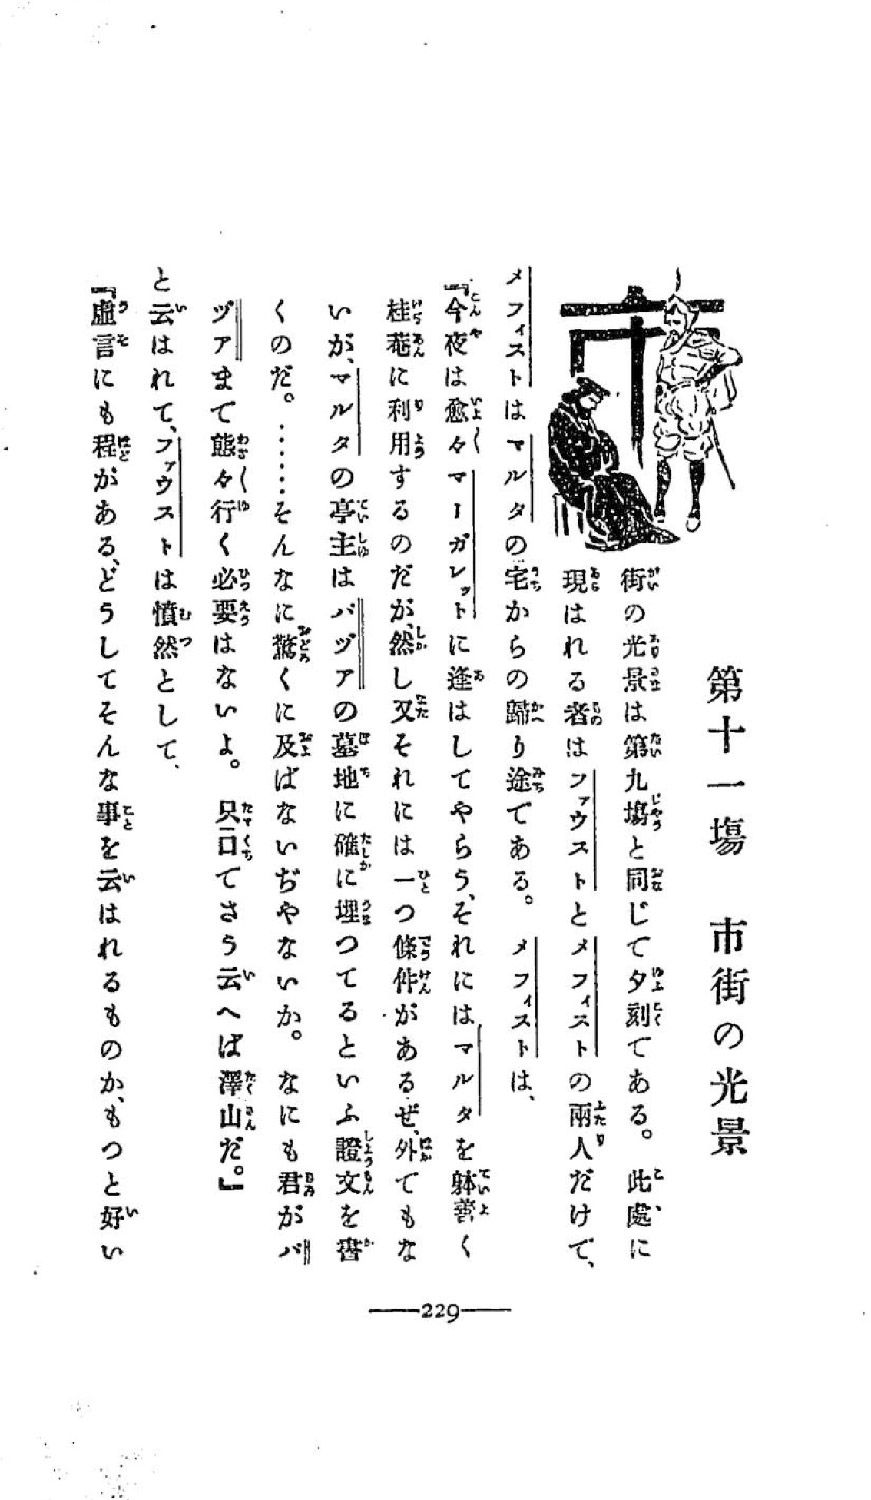 第十一塲　市街の光景
街の光景は第九塲と同じて夕刻てある。此處に
現はれる者はファウストとメフィストの兩人だけて、
メフィストはマルタの宅からの歸り途てある。メフィストは、
『今夜は愈々マーガレットに逢はしてやらう、それにはマルタを躰善く
桂菴に利用するのだが、然し又それには一つ條件があるぜ、外てもな
いが、マルタの亭主はパヅアの墓地に確に埋つてるといふ證文を書
くのだ。……そんなに驚くに及ばないぢやないか。なにも君がパ
ヅアまて態々行く必要はないよ。只一口てさう云へば澤山だ。』
と云はれて、ファウストは憤然として、
『虛言にも程がある、どうしてそんな事を云はれるものか、もつと好い
229